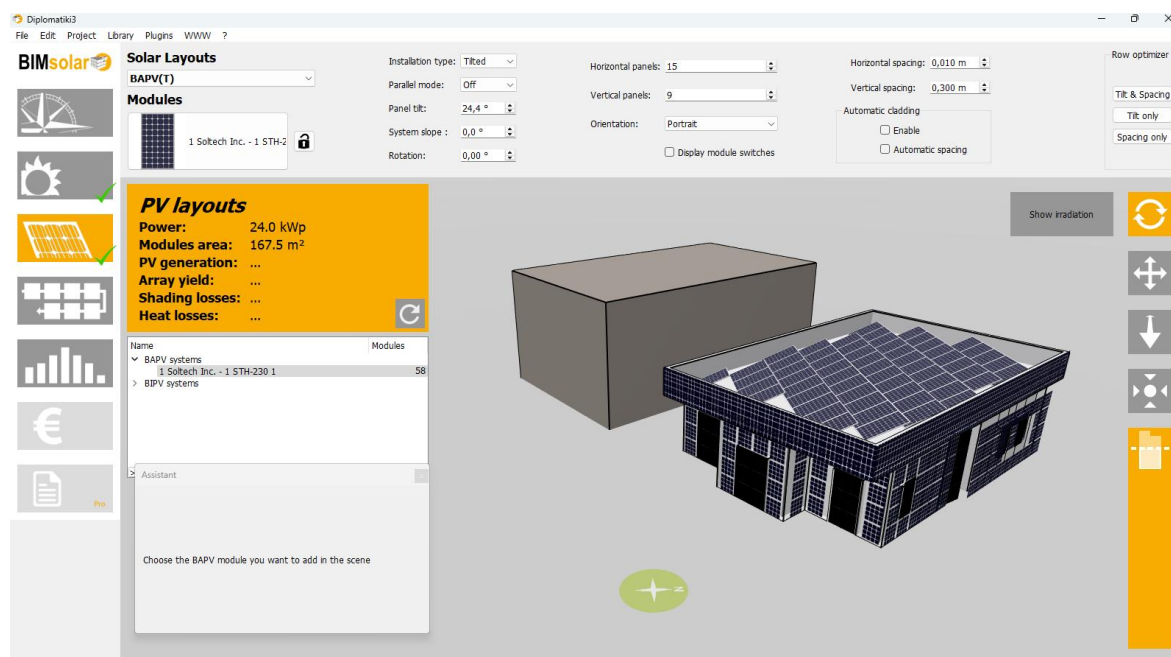 Diplomatiki3
File Edit Project Library Plugins WWW ?
BIMsolar
Solar Layouts
BAPV(T)
Modules
1 Soltech Inc. - 1 STH-2
Installation type: Tilted
Parallel mode: Off
Panel tilt: 24,4 °
System slope : 0,0 °
Rotation: 0,00 °
Horizontal panels: 15
Vertical panels: 9
Orientation: Portrait
Display module switches
Horizontal spacing: 0,010 m
Vertical spacing: 0,300 m
Automatic cladding
Enable
Automatic spacing
Row optimizer
Tilt & Spacing
Tilt only
Spacing only
PV layouts
Power: 24.0 kWp
Modules area: 167.5 m²
PV generation: ...
Array yield: ...
Shading losses: ...
Heat losses: ...
Show irradiation
Name Modules
BAPV systems
1 Soltech Inc. - 1 STH-230 1 58
BIPV systems
Assistant
Choose the BAPV module you want to add in the scene
Pro
N